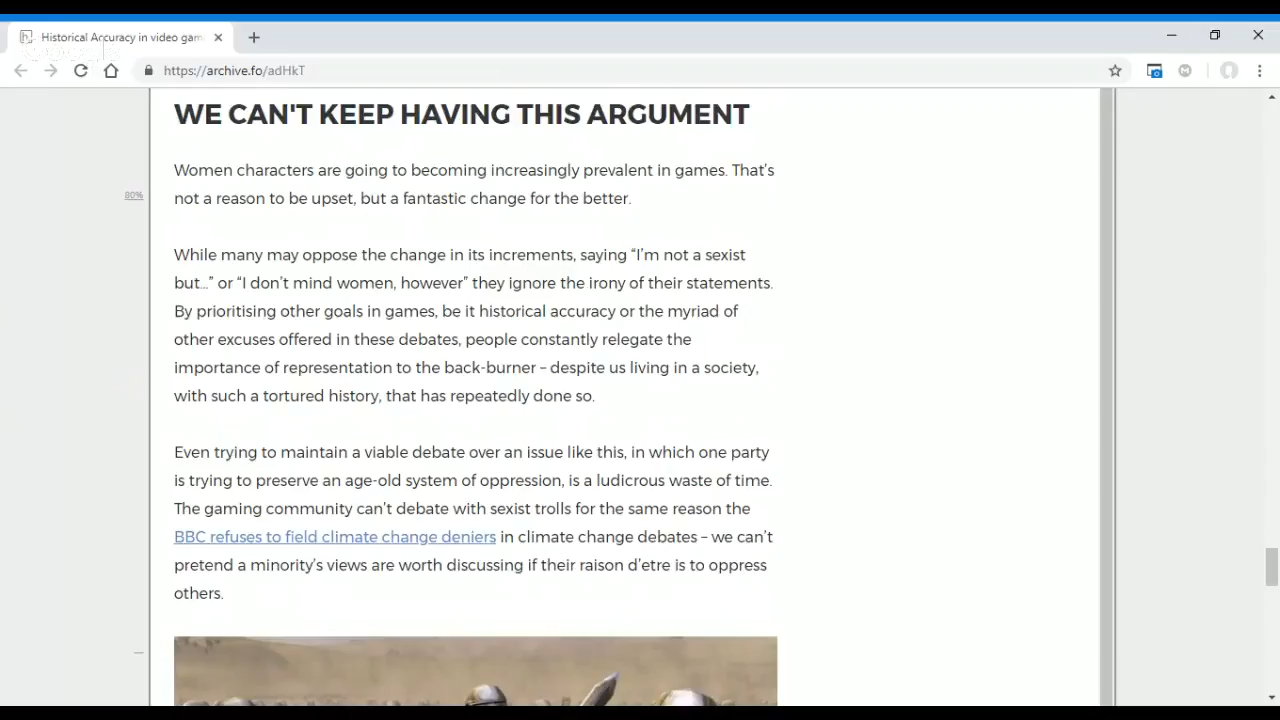 Historical Accuracy in video gam
https://archive.fo/adHkT
WE CAN'T KEEP HAVING THIS ARGUMENT
Women characters are going to becoming increasingly prevalent in games. That's
not a reason to be upset, but a fantastic change for the better.
80%
While many may oppose the change in its increments, saying “I'm not a sexist
but...” or “I don't mind women, however” they ignore the irony of their statements.
By prioritising other goals in games, be it historical accuracy or the myriad of
other excuses offered in these debates, people constantly relegate the
importance of representation to the back-burner – despite us living in a society,
with such a tortured history, that has repeatedly done so.
Even trying to maintain a viable debate over an issue like this, in which one party
is trying to preserve an age-old system of oppression, is a ludicrous waste of time.
The gaming community can't debate with sexist trolls for the same reason the
BBC refuses to field climate change deniers in climate change debates – we can't
pretend a minority's views are worth discussing if their raison d'etre is to oppress
others.